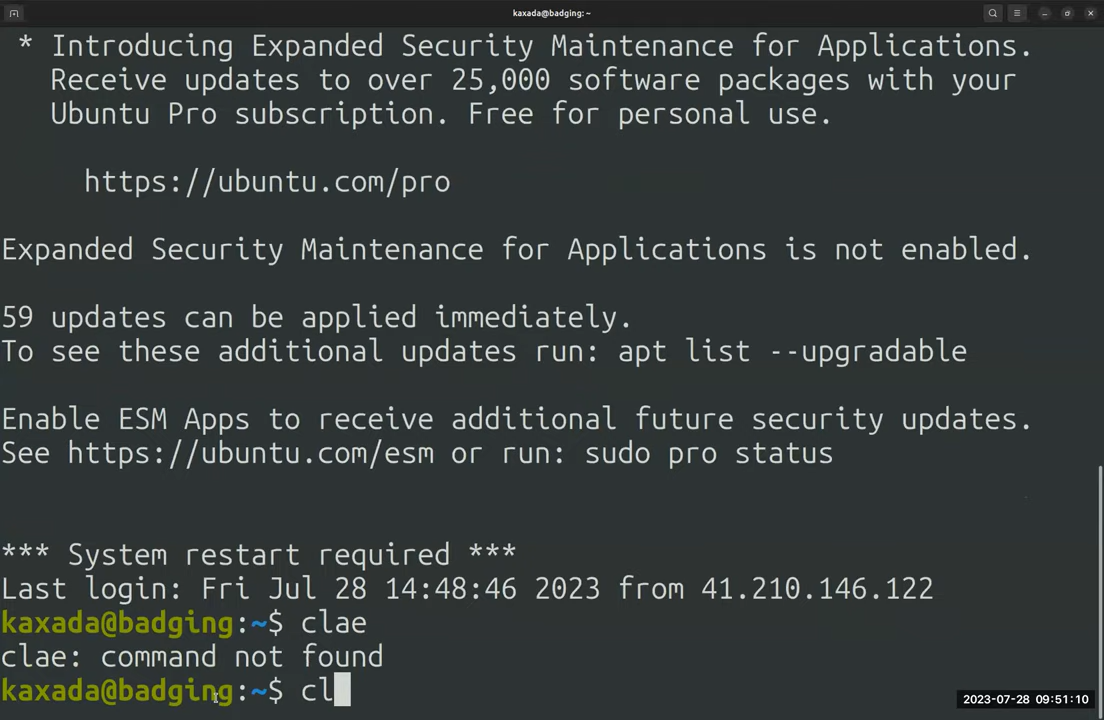 kaxada@badging: ~
* Introducing Expanded Security Maintenance for Applications.
Receive updates to over 25,000 software packages with your
Ubuntu Pro subscription. Free for personal use.
https://ubuntu.com/pro
Expanded Security Maintenance for Applications is not enabled.
59 updates can be applied immediately.
To see these additional updates run: apt list --upgradable
Enable ESM Apps to receive additional future security updates.
See https://ubuntu.com/esm or run: sudo pro status
*** System restart required ***
Last login: Fri Jul 28 14:48:46 2023 from 41.210.146.122
kaxada@badging:~$ clae
clae: command not found
kaxada@badging:~$ cl
2023-07-28 09:51:10